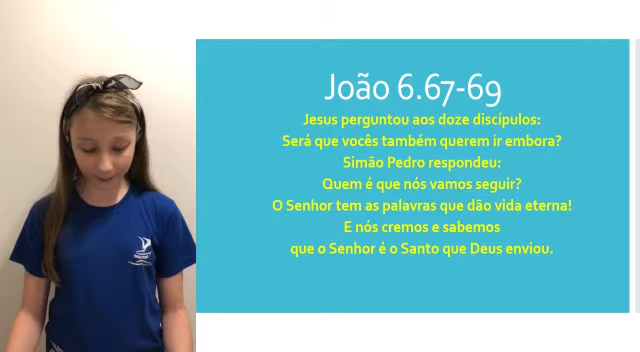 João 6.67-69
Jesus perguntou aos doze discípulos:
Será que vocês também querem ir embora?
Simão Pedro respondeu:
Quem é que nós vamos seguir?
O Senhor tem as palavras que dão vida eterna!
E nós cremos e sabemos
que o Senhor é o Santo que Deus enviou.